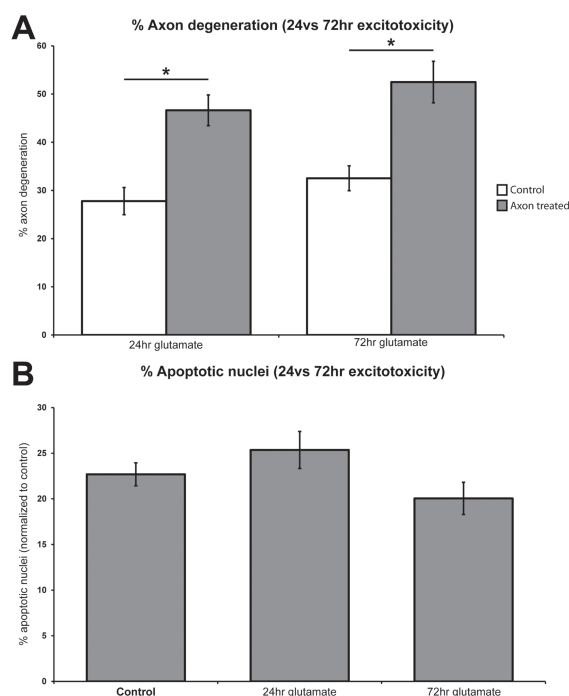 A
% Axon degeneration (24vs 72hr excitotoxicity)
60
50
40
30
20
10
0
% axon degeneration
*
*
Control
Axon treated
24hr glutamate
72hr glutamate
B
% Apoptotic nuclei (24vs 72hr excitotoxicity)
30
25
20
15
10
5
0
% apoptotic nuclei (normalized to control)
Control
24hr glutamate
72hr glutamate